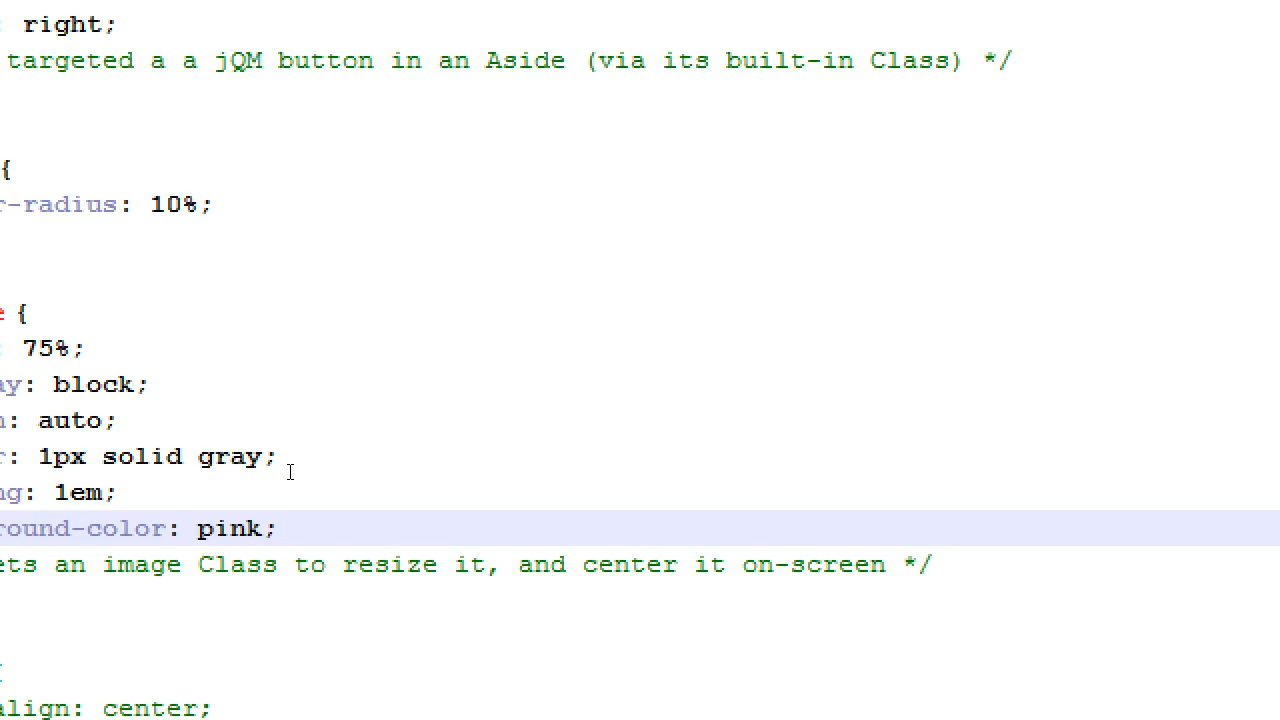 : right;
targeted a a jQM button in an Aside (via its built-in Class) */
{
r-radius: 10%;
e {
: 75%;
ay: block;
n: auto;
r: 1px solid gray;
ng: 1em;
round-color: pink;
ets an image Class to resize it, and center it on-screen */
{
align: center;